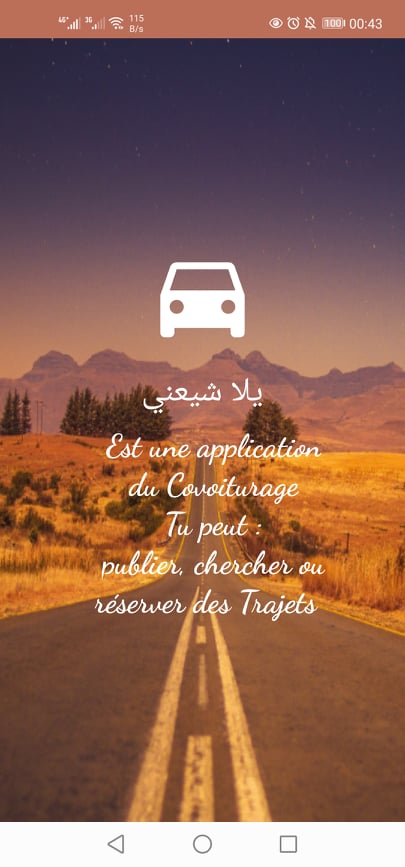 4G+ 3G 115 B/s 100 00:43
يلا شيعني
Est une application
du Covoiturage
Tu peut :
publier, chercher ou
réserver des Trajets